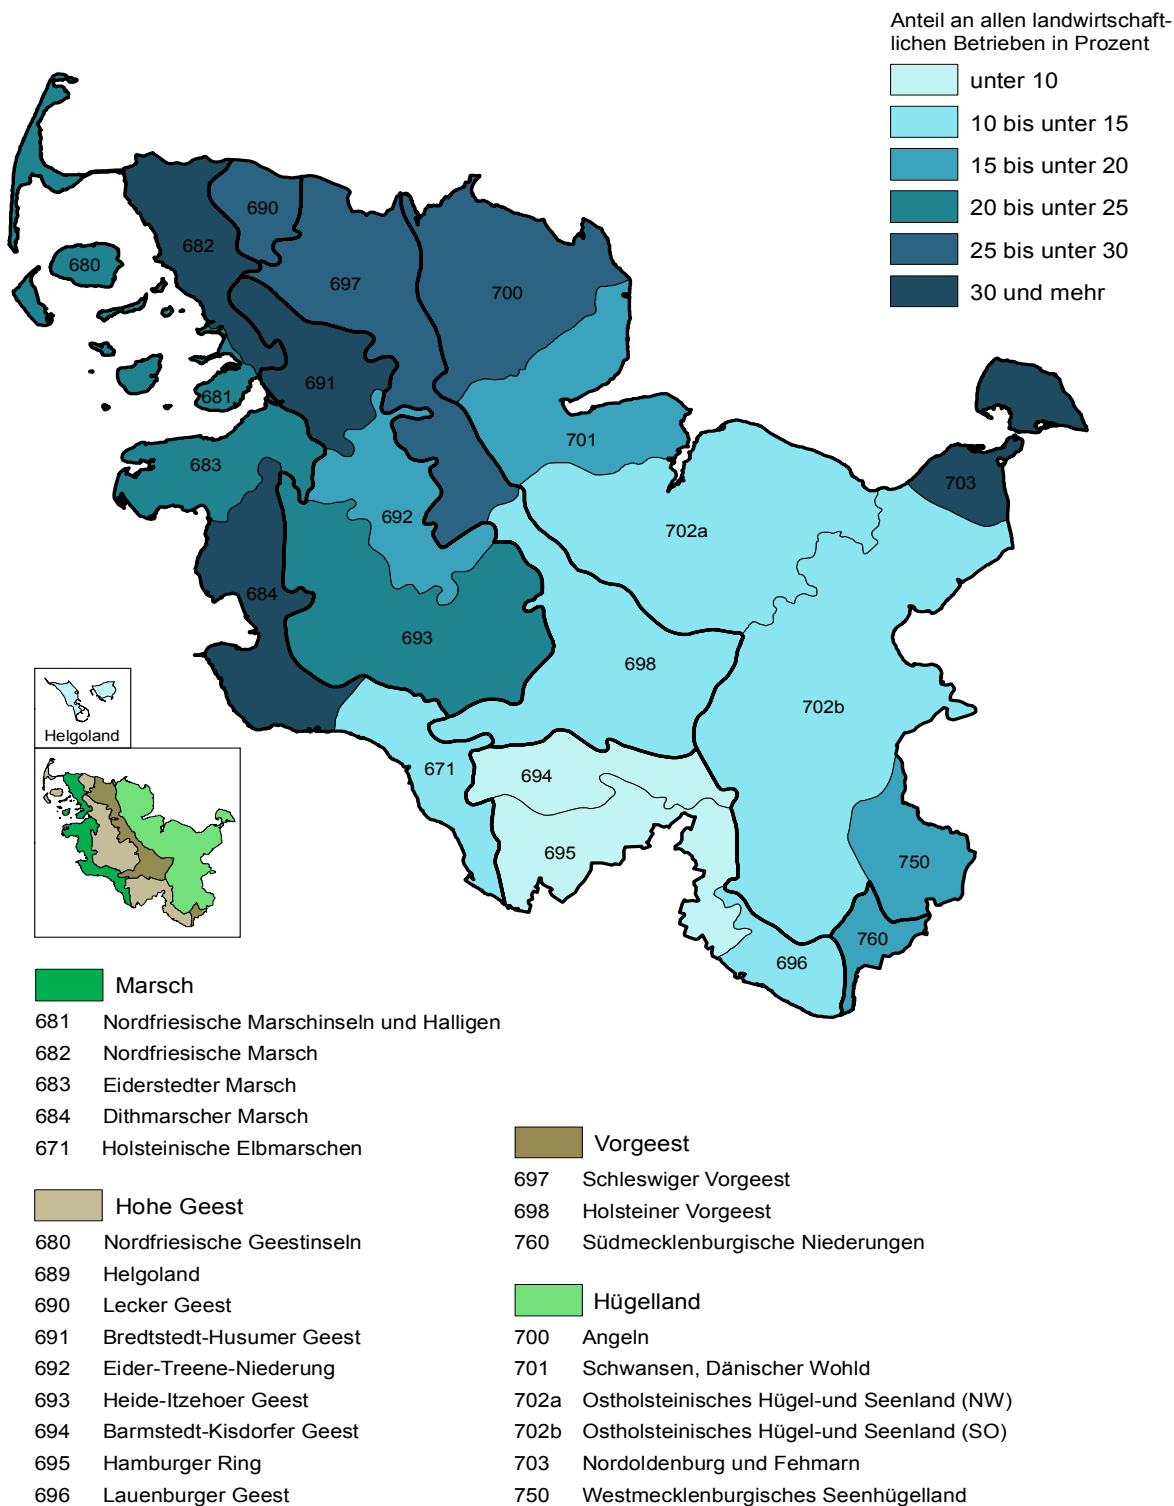 Anteil an allen landwirtschaft-
lichen Betrieben in Prozent
unter 10
10 bis unter 15
15 bis unter 20
20 bis unter 25
25 bis unter 30
30 und mehr
690
682
680
697
700
691
681
701
683
703
692
702a
684
693
698
702b
671
694
695
750
760
696
Helgoland
Marsch
681 Nordfriesische Marschinseln und Halligen
682 Nordfriesische Marsch
683 Eiderstedter Marsch
684 Dithmarscher Marsch
671 Holsteinische Elbmarschen
Hohe Geest
680 Nordfriesische Geestinseln
689 Helgoland
690 Lecker Geest
691 Bredtstedt-Husumer Geest
692 Eider-Treene-Niederung
693 Heide-Itzehoer Geest
694 Barmstedt-Kisdorfer Geest
695 Hamburger Ring
696 Lauenburger Geest
Vorgeest
697 Schleswiger Vorgeest
698 Holsteiner Vorgeest
760 Südmecklenburgische Niederungen
Hügelland
700 Angeln
701 Schwansen, Dänischer Wohld
702a Ostholsteinisches Hügel-und Seenland (NW)
702b Ostholsteinisches Hügel-und Seenland (SO)
703 Nordoldenburg und Fehmarn
750 Westmecklenburgisches Seenhügelland